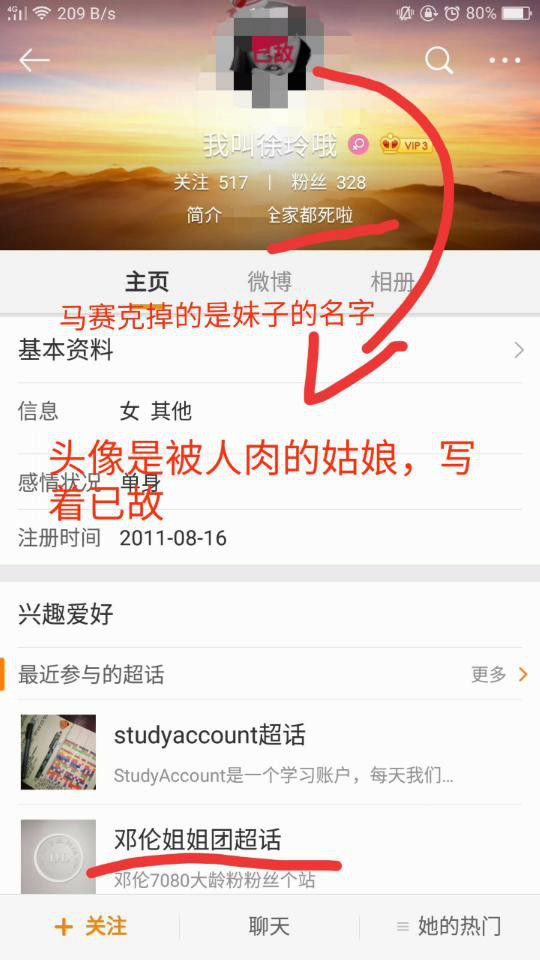 4G 209 B/s 80%
已故
我叫徐玲哦 VIP 3
关注 517 | 粉丝 328
简介 全家都死啦
主页 微博 相册
马赛克掉的是妹子的名字
基本资料
信息 女 其他
头像是被人肉的姑娘，写
感情状况 单身
着已故
注册时间 2011-08-16
兴趣爱好
最近参与的超话 更多
studyaccount超话
StudyAccount是一个学习账户，每天我们...
邓伦姐姐团超话
邓伦7080大龄粉粉丝个站
+ 关注 聊天 她的热门